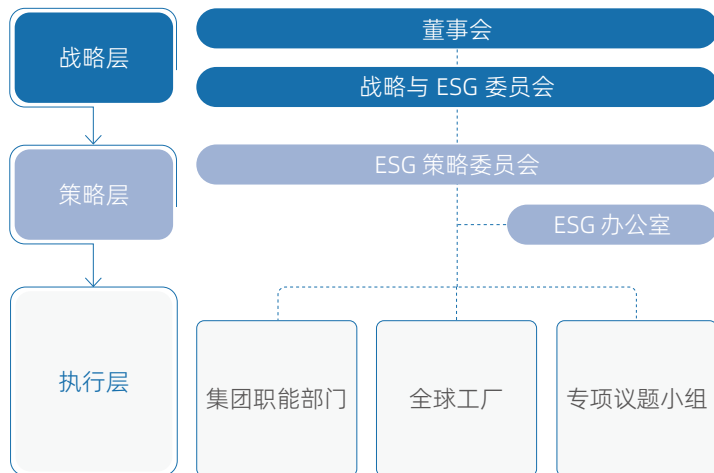 战略层
董事会
战略与 ESG 委员会
策略层
ESG 策略委员会
ESG 办公室
执行层
集团职能部门
全球工厂
专项议题小组